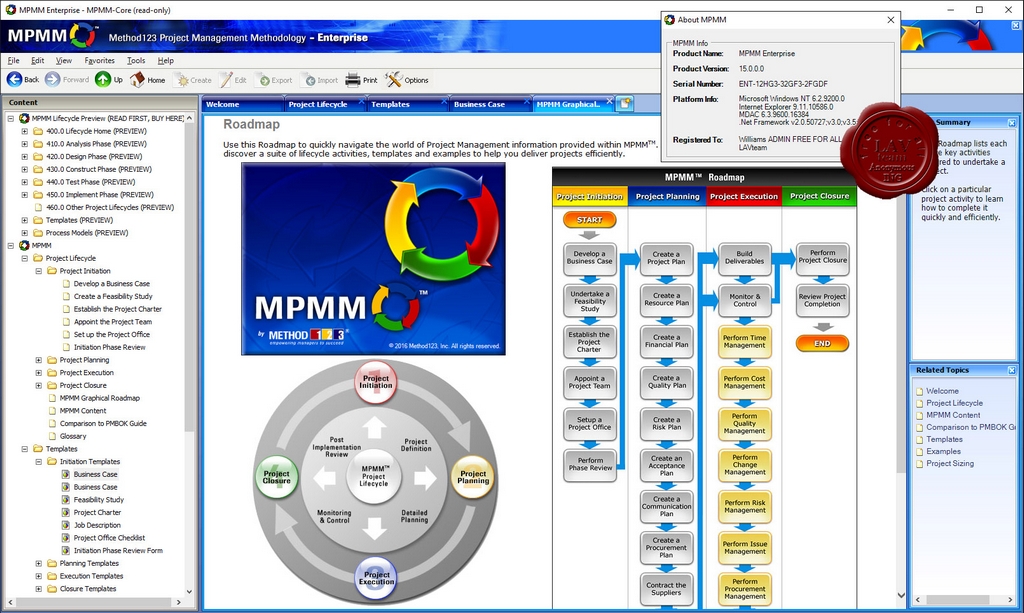 MPMM Enterprise - MPMM-Core (read-only)
MPMM
Method123 Project Management Methodology - Enterprise
File Edit View Favorites Tools Help
Back Forward Up Home Create Edit Export Import Print Options
Content
MPMM Lifecycle Preview (READ FIRST, BUY HERE)
400.0 Lifecycle Home (PREVIEW)
410.0 Analysis Phase (PREVIEW)
420.0 Design Phase (PREVIEW)
430.0 Construct Phase (PREVIEW)
440.0 Test Phase (PREVIEW)
450.0 Implement Phase (PREVIEW)
460.0 Other Project Lifecycles (PREVIEW)
Templates (PREVIEW)
Process Models (PREVIEW)
MPMM
Project Lifecycle
Project Initiation
Develop a Business Case
Create a Feasibility Study
Establish the Project Charter
Appoint the Project Team
Set up the Project Office
Initiation Phase Review
Project Planning
Project Execution
Project Closure
MPMM Graphical Roadmap
MPMM Content
Comparison to PMBOK Guide
Glossary
Templates
Initiation Templates
Business Case
Business Case
Feasibility Study
Project Charter
Job Description
Project Office Checklist
Initiation Phase Review Form
Planning Templates
Execution Templates
Closure Templates
Welcome
Project Lifecycle
Templates
Business Case
MPMM Graphical..
Roadmap
Use this Roadmap to quickly navigate the world of Project Management information provided within MPMM™.
discover a suite of lifecycle activities, templates and examples to help you deliver projects efficiently.
MPMM™
by METHOD 123®
empowering managers to succeed
© 2016 Method123, Inc. All rights reserved.
1
Project
Initiation
Post
Implementation
Review
Project
Definition
4
Project
Closure
MPMM™
Project
Lifecycle
2
Project
Planning
Monitoring
& Control
Detailed
Planning
3
Project
Execution
MPMM™ Roadmap
Project Initiation
Project Planning
Project Execution
Project Closure
START
Develop a
Business Case
Undertake a
Feasibility
Study
Establish the
Project
Charter
Appoint a
Project Team
Setup a
Project Office
Perform
Phase Review
Create a
Project Plan
Create a
Resource Plan
Create a
Financial Plan
Create a
Quality Plan
Create a
Risk Plan
Create an
Acceptance
Plan
Create a
Communication
Plan
Create a
Procurement
Plan
Contract the
Suppliers
Build
Deliverables
Monitor &
Control
Perform Time
Management
Perform Cost
Management
Perform
Quality
Management
Perform
Change
Management
Perform Risk
Management
Perform Issue
Management
Perform
Procurement
Management
Perform
Project Closure
Review Project
Completion
END
About MPMM
MPMM Info
Product Name: MPMM Enterprise
Product Version: 15.0.0.0
Serial Number: ENT-12HG3-32GF3-2FGDF
Platform Info: Microsoft Windows NT 6.2.9200.0
Internet Explorer 9.11.10586.0
MDAC 6.3.9600.16384
.Net Framework v2.0.50727;v3.0;v3.5
Registered To: Williams ADMIN FREE FOR ALL
LAVteam
LAV
team
Summary
Roadmap lists each
key activities
to undertake a
Click on a particular
project activity to learn
how to complete it
quickly and efficiently.
Related Topics
Welcome
Project Lifecycle
MPMM Content
Comparison to PMBOK Gu
Templates
Examples
Project Sizing